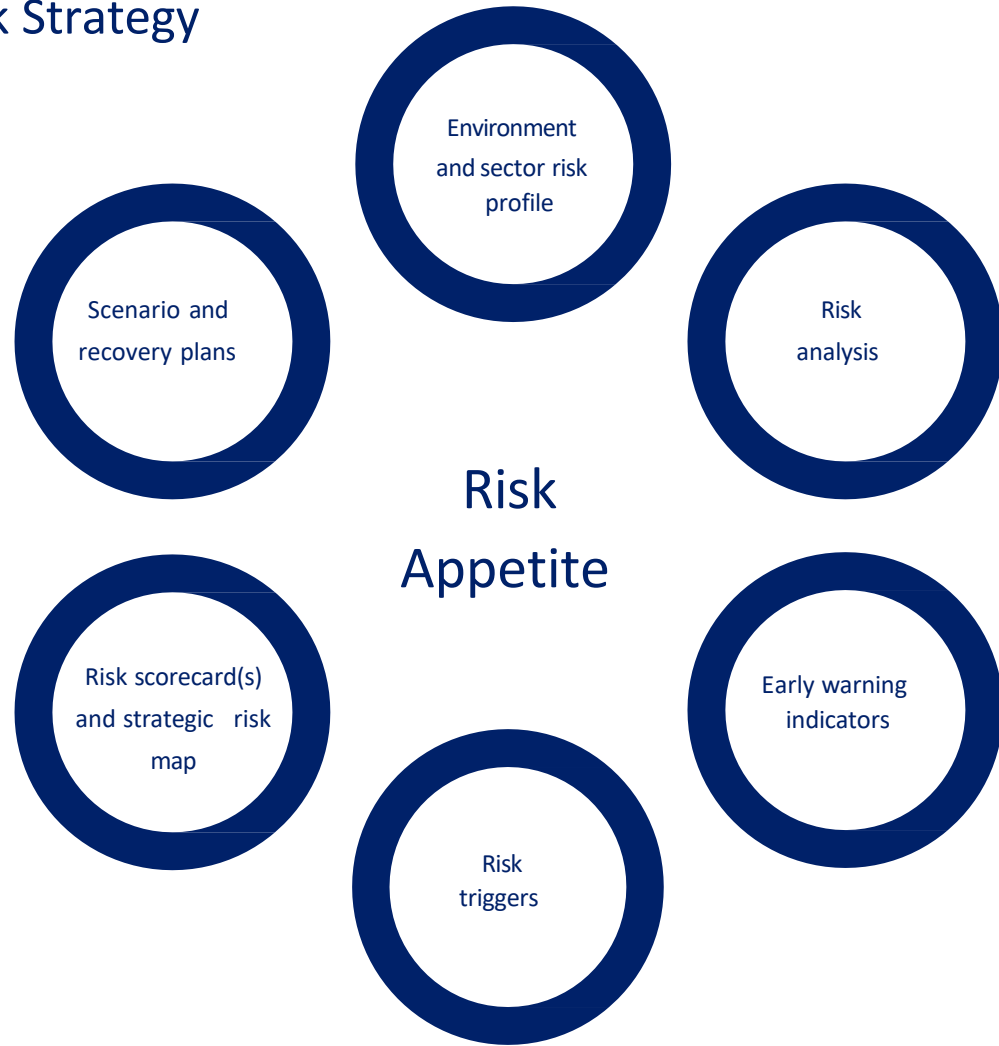 k Strategy
Environment
and sector risk
profile
Scenario and
recovery plans
Risk
analysis
Risk
Appetite
Risk scorecard(s)
and strategic risk
map
Early warning
indicators
Risk
triggers